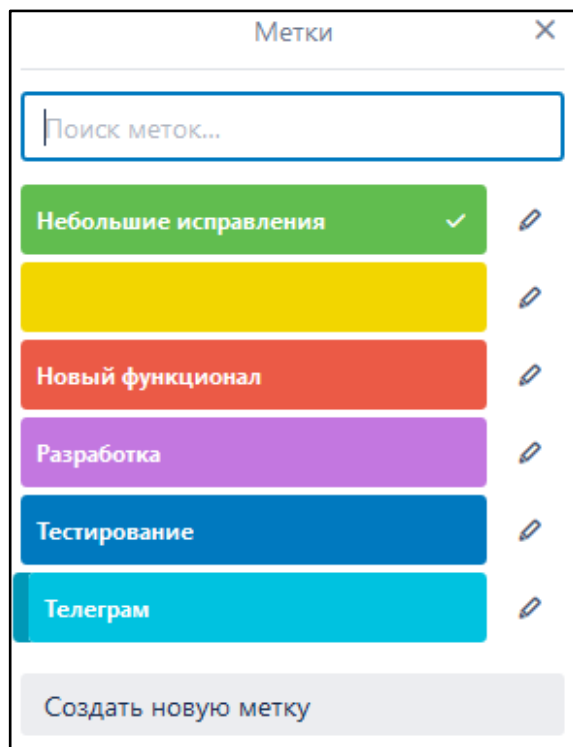 Метки
Поиск меток...
Небольшие исправления
Новый функционал
Разработка
Тестирование
Телеграм
Создать новую метку